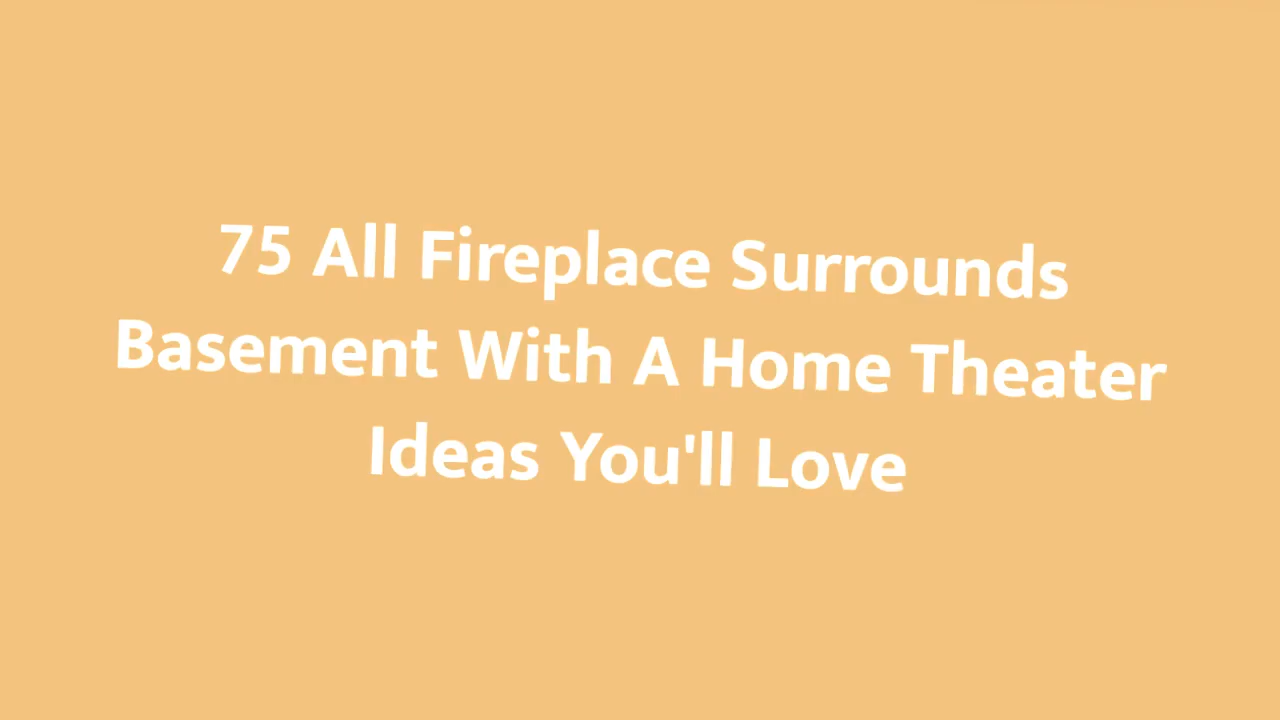 75 All Fireplace Surrounds
Basement With A Home Theater
Ideas You'll Love